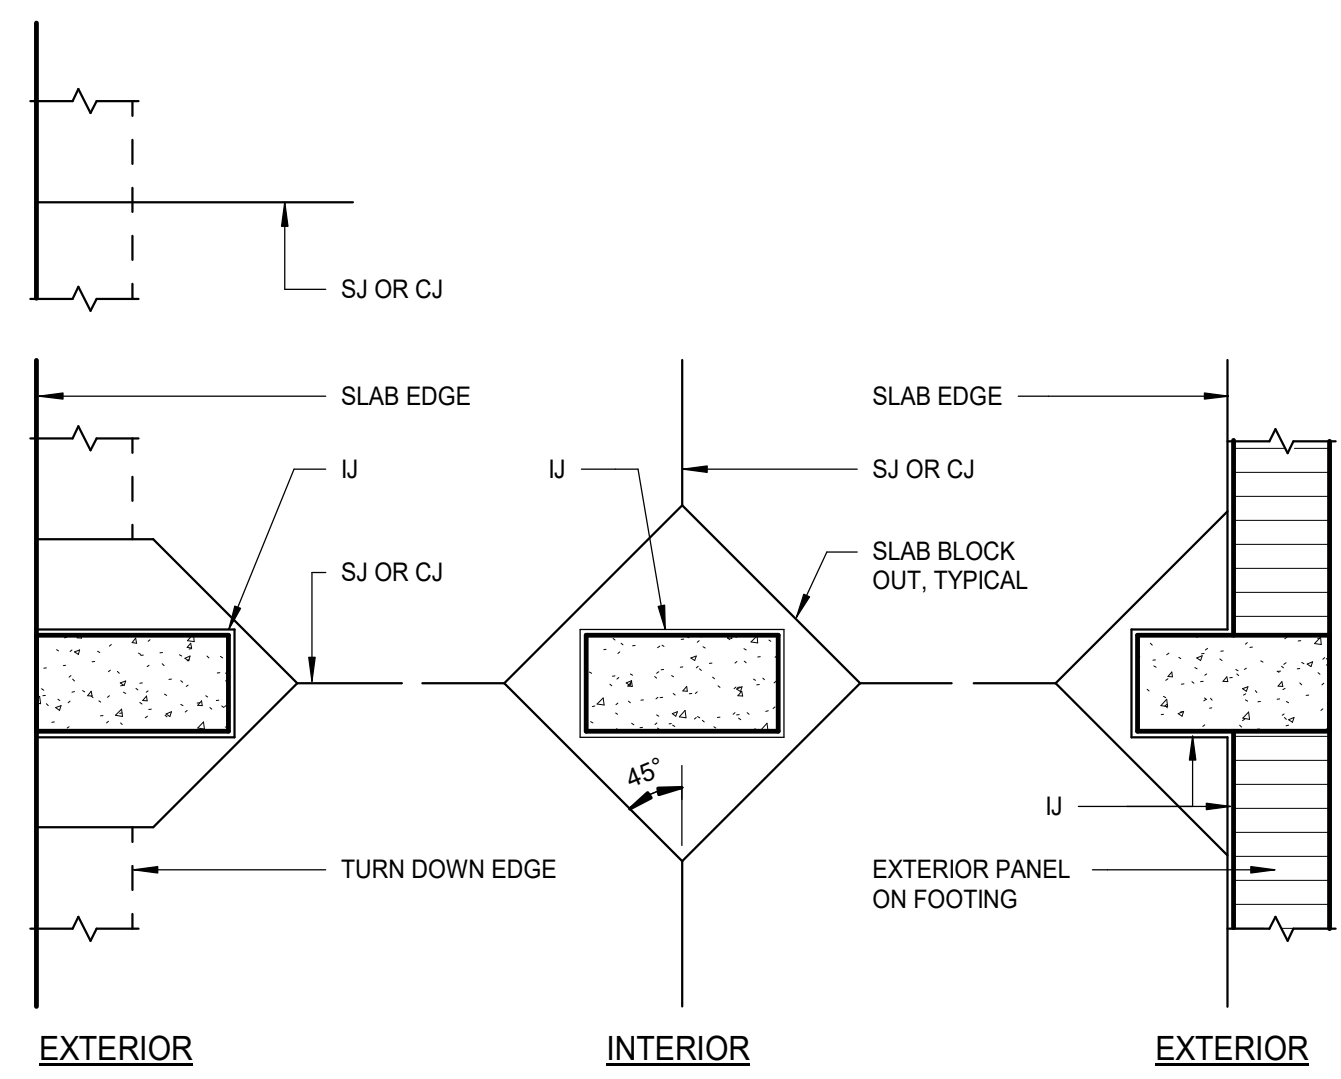 SJ OR CJ
SLAB EDGE
SLAB EDGE
IJ
IJ
SJ OR CJ
SJ OR CJ
SLAB BLOCK
OUT, TYPICAL
45°
IJ
TURN DOWN EDGE
EXTERIOR PANEL
ON FOOTING
EXTERIOR
INTERIOR
EXTERIOR